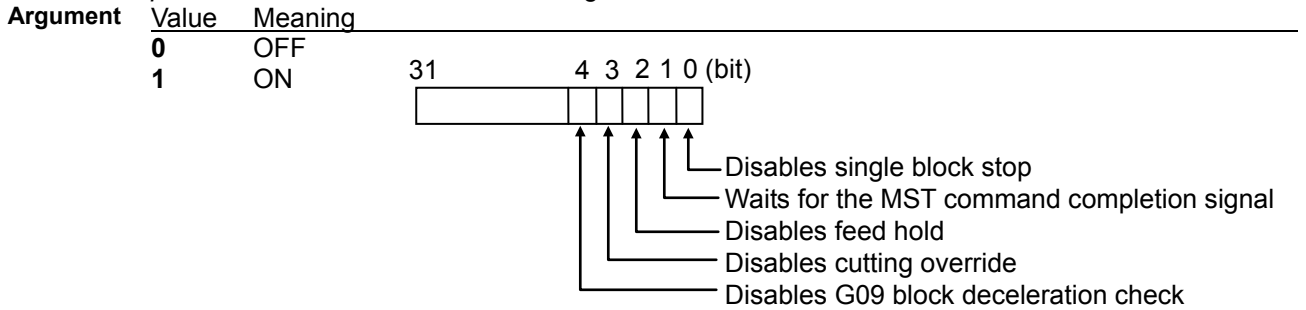 Argument Value Meaning
0 OFF
1 ON
31 4 3 2 1 0 (bit)
Disables single block stop
Waits for the MST command completion signal
Disables feed hold
Disables cutting override
Disables G09 block deceleration check